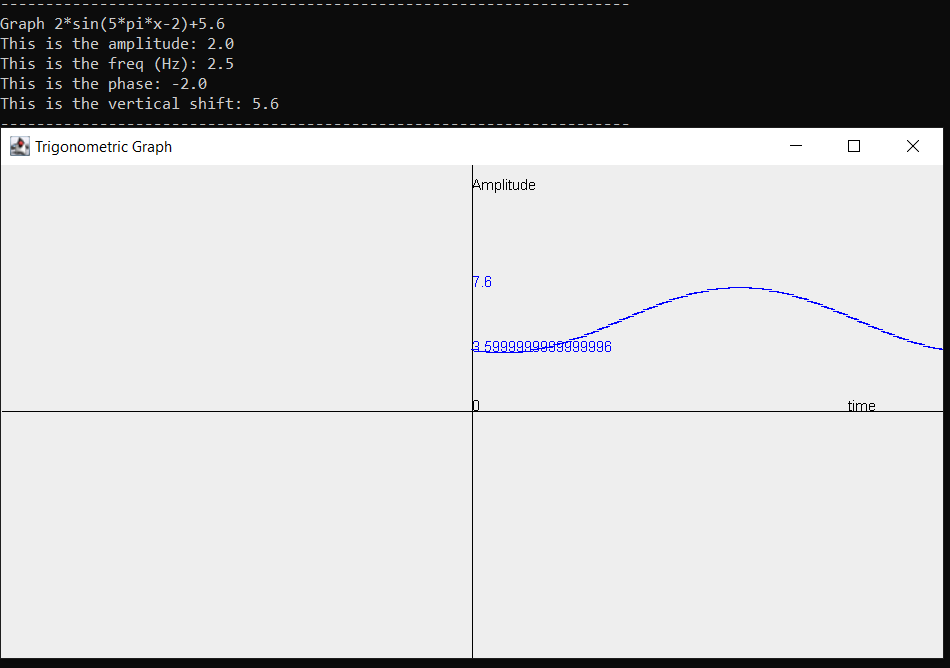 ----------------------------------------------------------------------
Graph 2*sin(5*pi*x-2)+5.6
This is the amplitude: 2.0
This is the freq (Hz): 2.5
This is the phase: -2.0
This is the vertical shift: 5.6
----------------------------------------------------------------------
Trigonometric Graph
Amplitude
7.6
3.5999999999999996
0
time